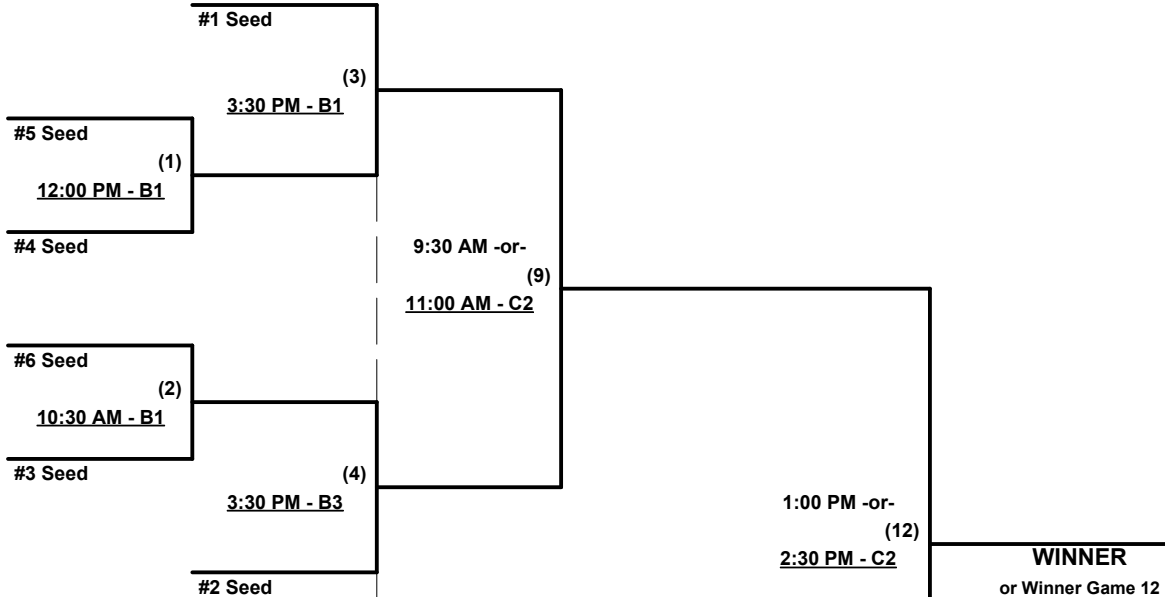 #1 Seed
(3)
3:30 PM - B1
#5 Seed
(1)
12:00 PM - B1
#4 Seed
9:30 AM -or-
(9)
11:00 AM - C2
#6 Seed
(2)
10:30 AM - B1
#3 Seed
(4)
3:30 PM - B3
#2 Seed
1:00 PM -or-
(12)
2:30 PM - C2
WINNER
or Winner Game 12